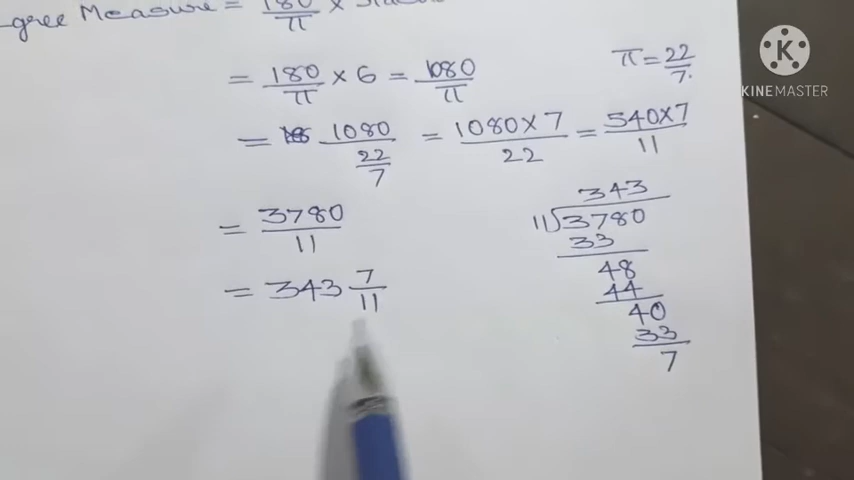 -gree Measure = 180/π ×
= 180/π × 6 = 1080/π
π = 22/7.
= 1080/(22/7) = 1080×7/22 = 540×7/11
= 3780/11
= 343 7/11
343
11)3780
33
48
44
40
33
7
K
KINEMASTER